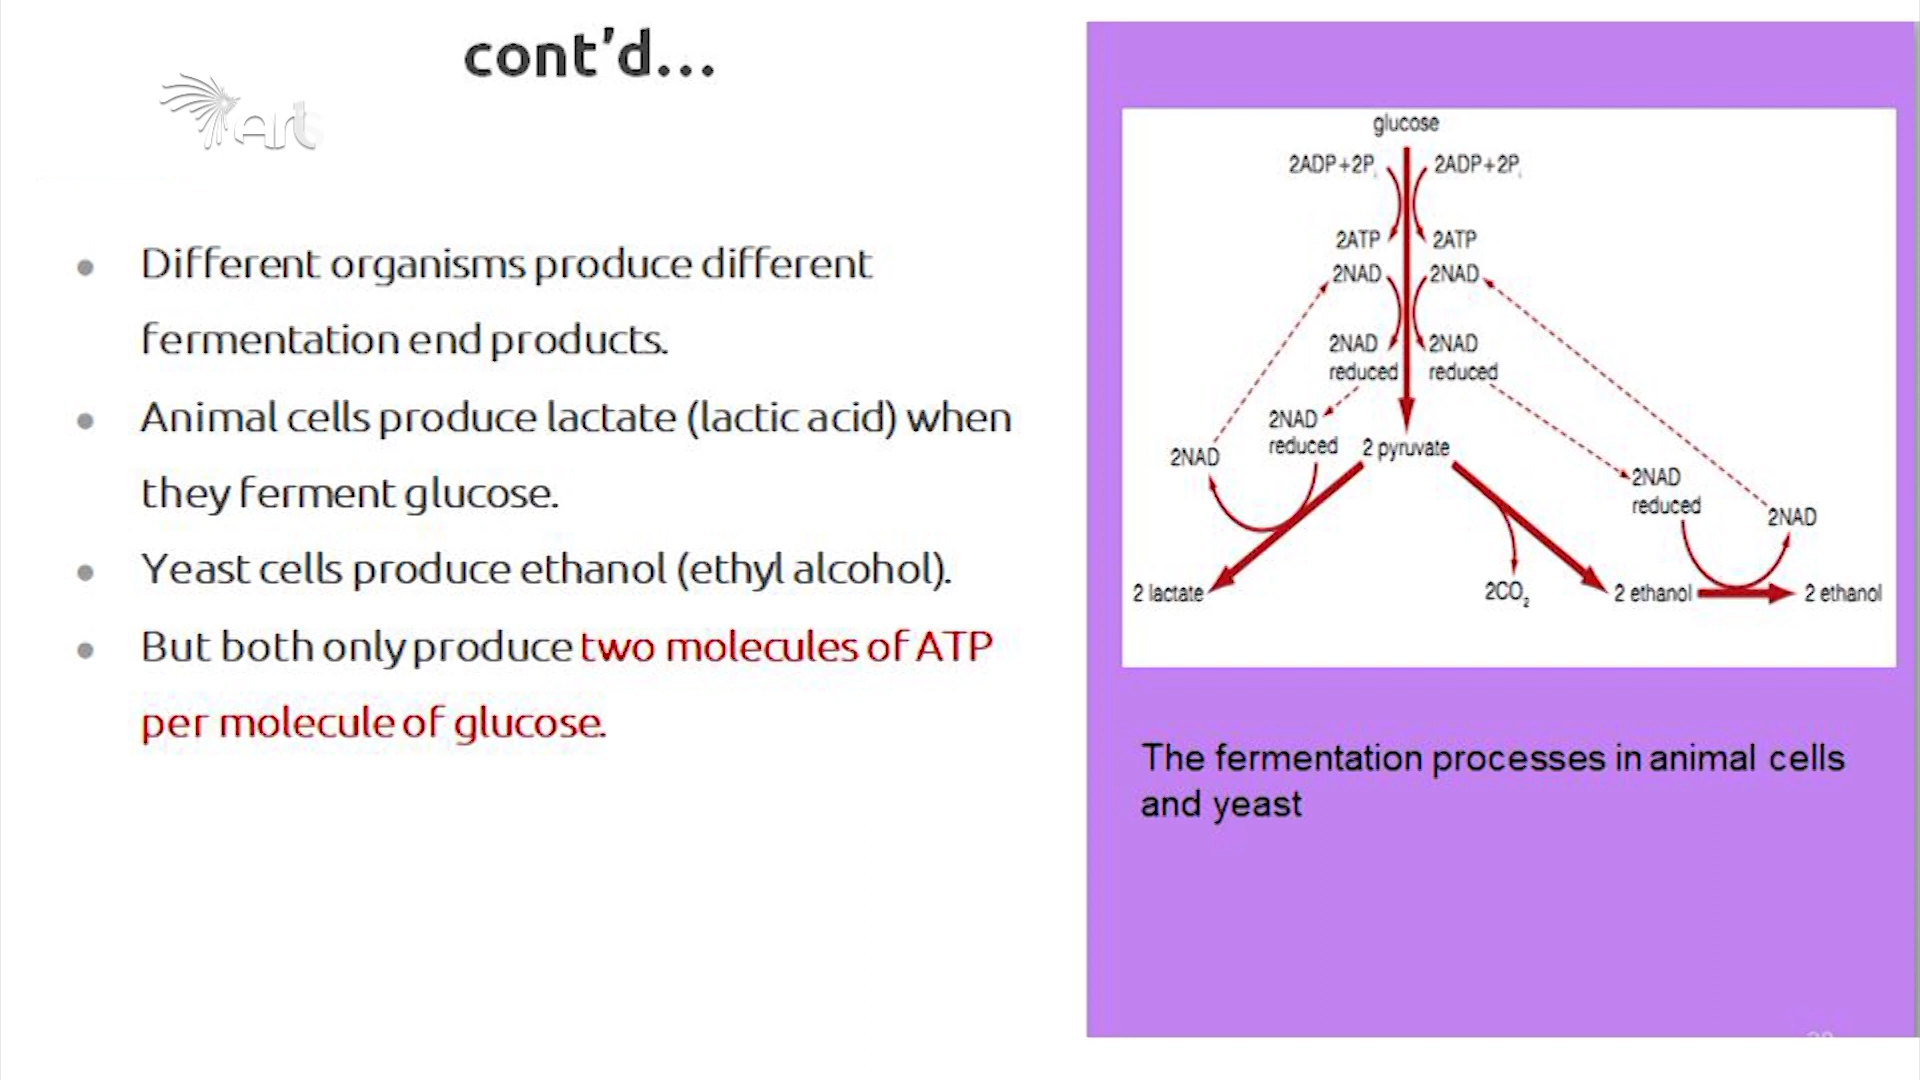 cont’d...
Arts
• Different organisms produce different
fermentation end products.
• Animal cells produce lactate (lactic acid) when
they ferment glucose.
• Yeast cells produce ethanol (ethyl alcohol).
• But both only produce two molecules of ATP
per molecule of glucose.
glucose
2ADP+2Pi 2ADP+2Pi
2ATP 2ATP
2NAD 2NAD
2NAD 2NAD
reduced reduced
2NAD
reduced
2NAD
2 pyruvate
2NAD
reduced
2NAD
2 lactate 2CO₂ 2 ethanol 2 ethanol
The fermentation processes in animal cells
and yeast